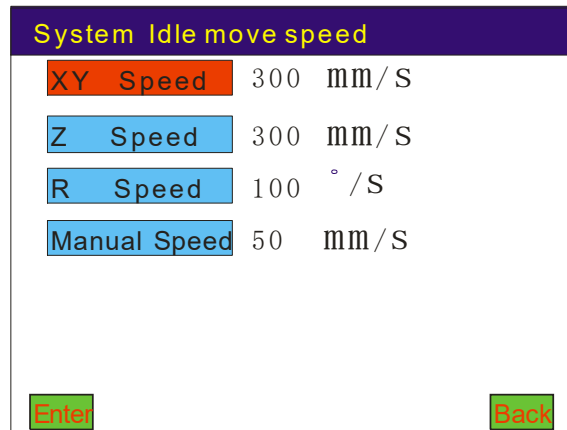 System Idle move speed
XY Speed 300 mm/s
Z Speed 300 mm/s
R Speed 100 °/s
Manual Speed 50 mm/s
Enter Back